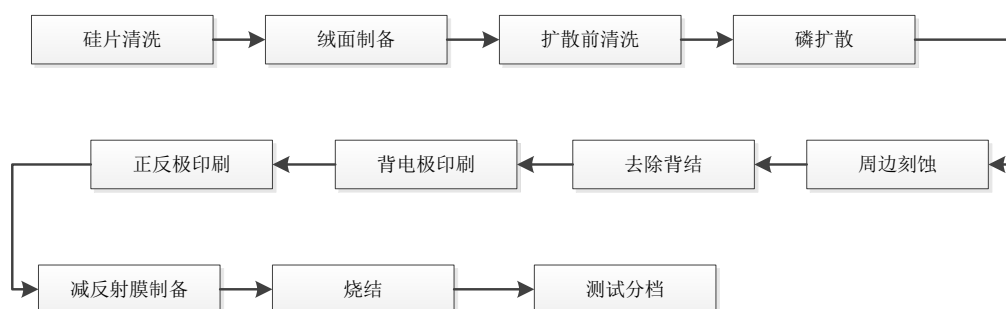 硅片清洗
绒面制备
扩散前清洗
磷扩散
周边刻蚀
去除背结
背电极印刷
正反极印刷
减反射膜制备
烧结
测试分档